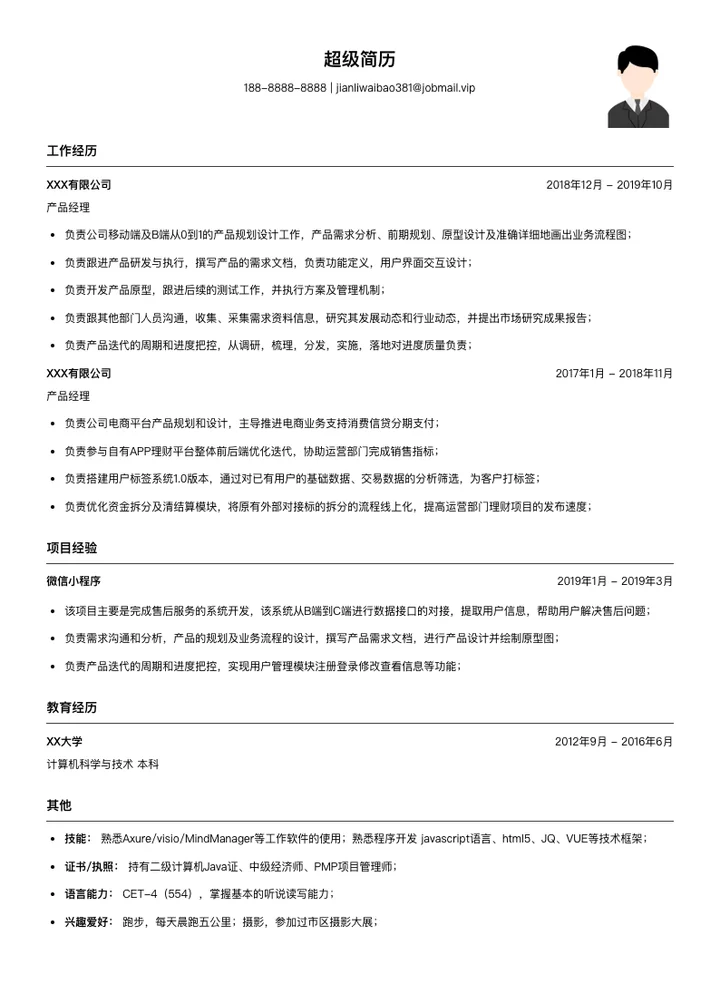 超级简历
188-8888-8888 | jianliwaibao381@jobmail.vip
工作经历
XXX有限公司 2018年12月 - 2019年10月
产品经理
• 负责公司移动端及B端从0到1的产品规划设计工作，产品需求分析、前期规划、原型设计及准确详细地画出业务流程图；
• 负责跟进产品研发与执行，撰写产品的需求文档，负责功能定义，用户界面交互设计；
• 负责开发产品原型，跟进后续的测试工作，并执行方案及管理机制；
• 负责跟其他部门人员沟通，收集、采集需求资料信息，研究其发展动态和行业动态，并提出市场研究成果报告；
• 负责产品迭代的周期和进度把控，从调研，梳理，分发，实施，落地对进度质量负责；
XXX有限公司 2017年1月 - 2018年11月
产品经理
• 负责公司电商平台产品规划和设计，主导推进电商业务支持消费信贷分期支付；
• 负责参与自有APP理财平台整体前后端优化迭代，协助运营部门完成销售指标；
• 负责搭建用户标签系统1.0版本，通过对已有用户的基础数据、交易数据的分析筛选，为客户打标签；
• 负责优化资金拆分及清结算模块，将原有外部对接标的拆分的流程线上化，提高运营部门理财项目的发布速度；
项目经验
微信小程序 2019年1月 - 2019年3月
• 该项目主要是完成售后服务的系统开发，该系统从B端到C端进行数据接口的对接，提取用户信息，帮助用户解决售后问题；
• 负责需求沟通和分析，产品的规划及业务流程的设计，撰写产品需求文档，进行产品设计并绘制原型图；
• 负责产品迭代的周期和进度把控，实现用户管理模块注册登录修改查看信息等功能；
教育经历
XX大学 2012年9月 - 2016年6月
计算机科学与技术 本科
其他
• 技能： 熟悉Axure/visio/MindManager等工作软件的使用；熟悉程序开发 javascript语言、html5、JQ、VUE等技术框架；
• 证书/执照： 持有二级计算机Java证、中级经济师、PMP项目管理师；
• 语言能力： CET-4（554），掌握基本的听说读写能力；
• 兴趣爱好： 跑步，每天晨跑五公里；摄影，参加过市区摄影大展；